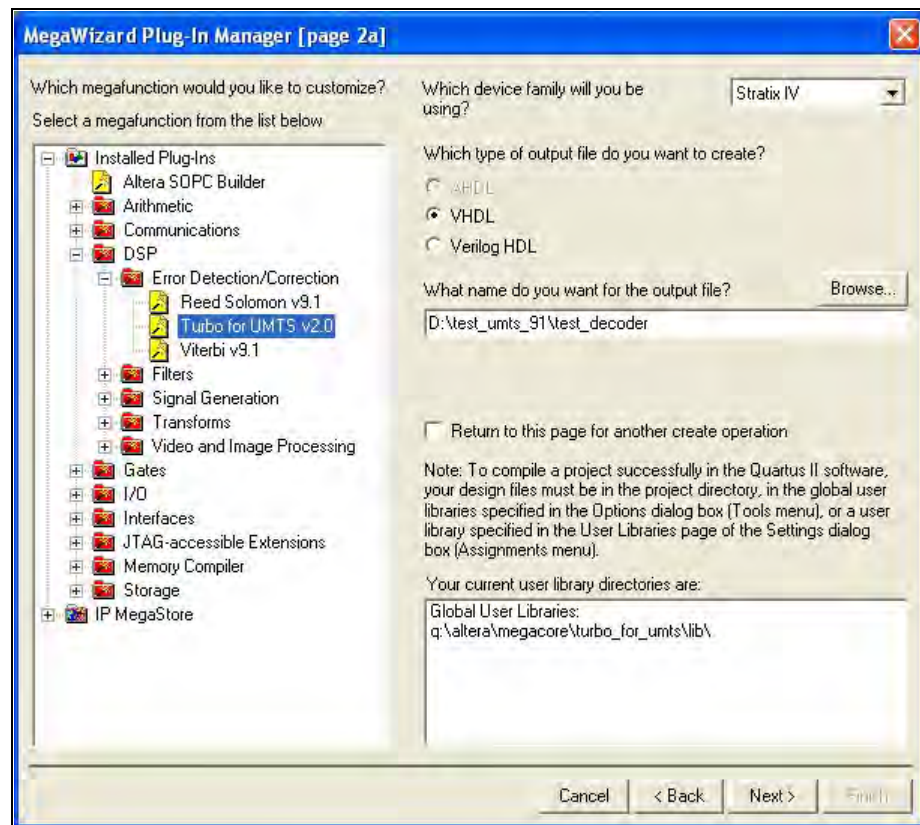 MegaWizard Plug-In Manager [page 2a]
Which megafunction would you like to customize?
Select a megafunction from the list below
Installed Plug-Ins
Altera SOPC Builder
Arithmetic
Communications
DSP
Error Detection/Correction
Reed Solomon v9.1
Turbo for UMTS v2.0
Viterbi v9.1
Filters
Signal Generation
Transforms
Video and Image Processing
Gates
I/O
Interfaces
JTAG-accessible Extensions
Memory Compiler
Storage
IP MegaStore
Which device family will you be
using?
Stratix IV
Which type of output file do you want to create?
AHDL
VHDL
Verilog HDL
What name do you want for the output file?
Browse...
D:\test_umts_91\test_decoder
Return to this page for another create operation
Note: To compile a project successfully in the Quartus II software,
your design files must be in the project directory, in the global user
libraries specified in the Options dialog box (Tools menu), or a user
library specified in the User Libraries page of the Settings dialog
box (Assignments menu).
Your current user library directories are:
Global User Libraries:
q:\altera\megacore\turbo_for_umts\lib\
Cancel
< Back
Next >
Finish